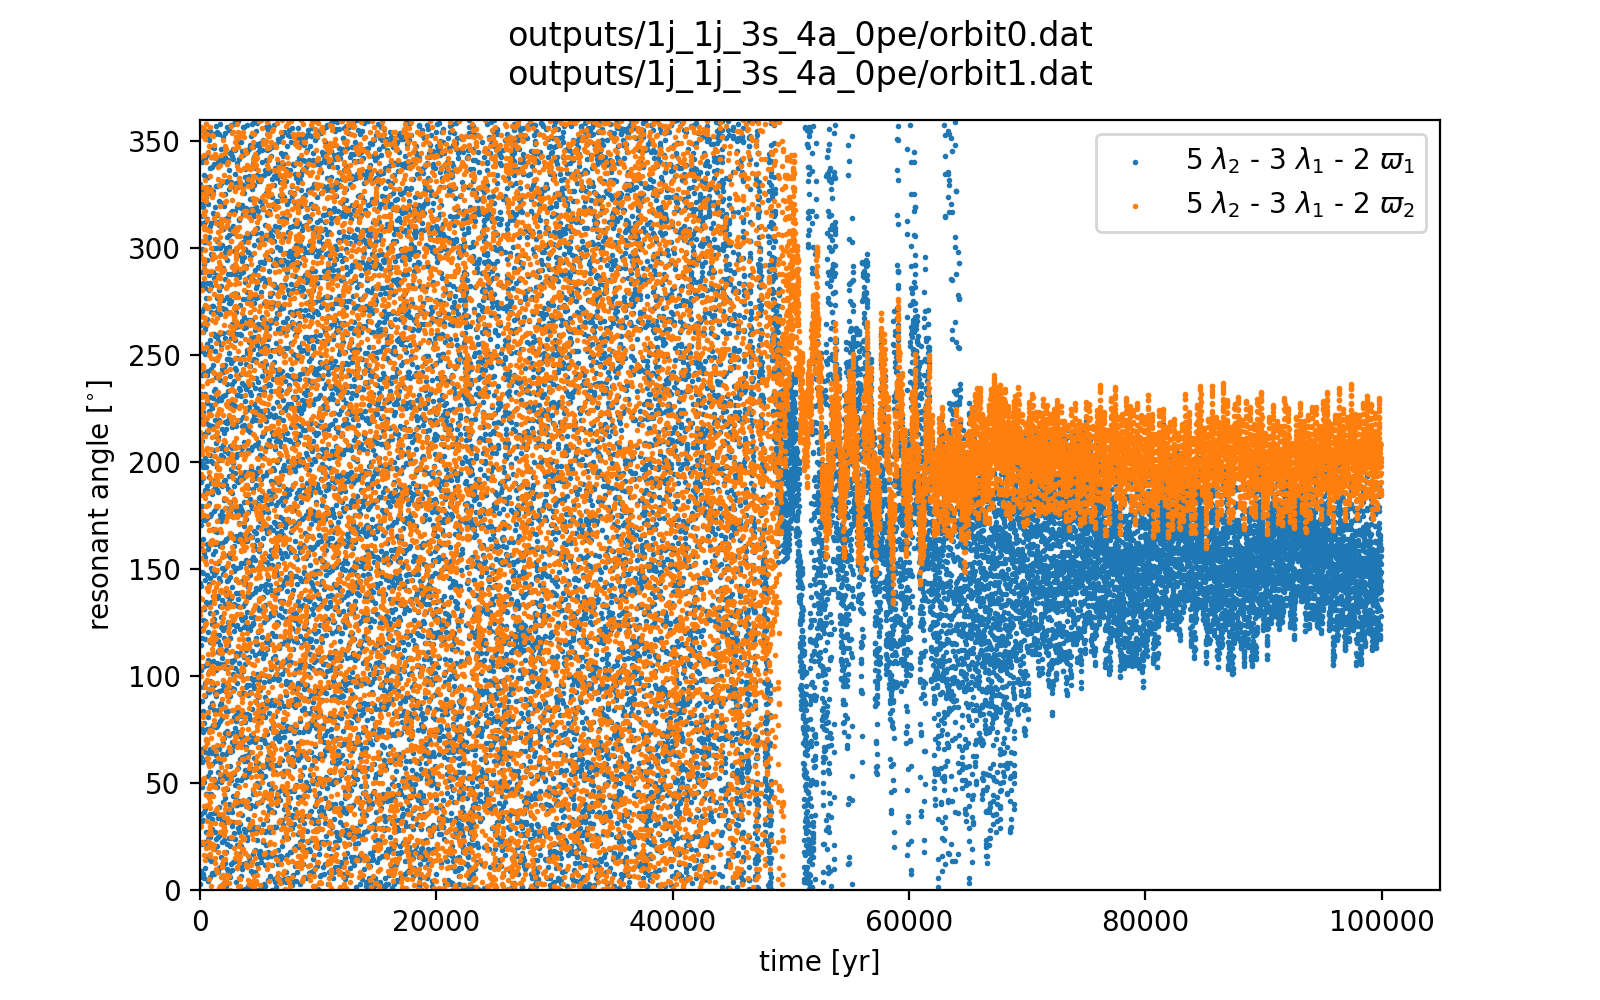 outputs/1j_1j_3s_4a_0pe/orbit0.dat
outputs/1j_1j_3s_4a_0pe/orbit1.dat
350
300
250
200
150
100
50
0
resonant angle [°]
5 λ₂ - 3 λ₁ - 2 ϖ₁
5 λ₂ - 3 λ₁ - 2 ϖ₂
0 20000 40000 60000 80000 100000
time [yr]